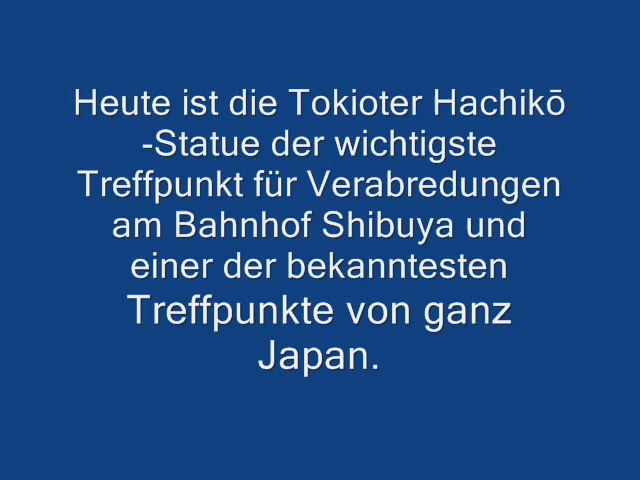 Heute ist die Tokioter Hachikō
-Statue der wichtigste
Treffpunkt für Verabredungen
am Bahnhof Shibuya und
einer der bekanntesten
Treffpunkte von ganz
Japan.